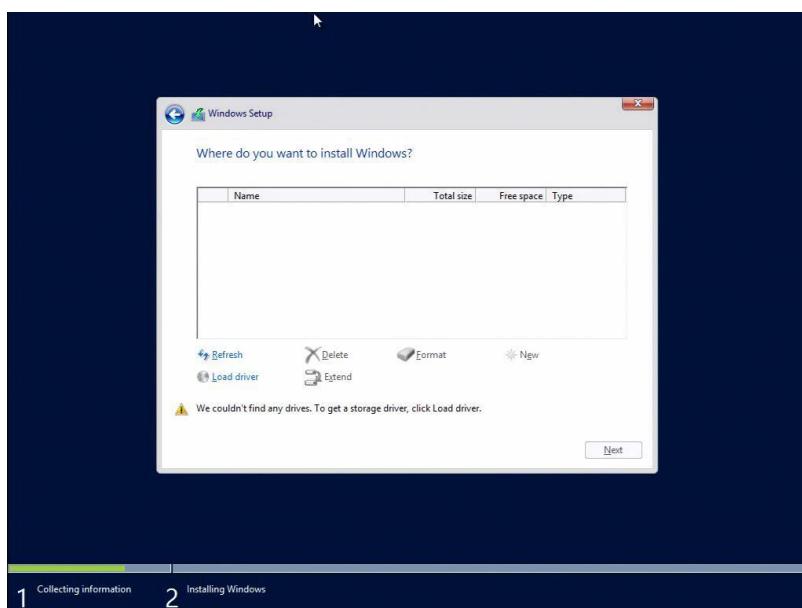 Windows Setup
Where do you want to install Windows?
Name Total size Free space Type
Refresh Delete Format New
Load driver Extend
We couldn't find any drives. To get a storage driver, click Load driver.
Next
1 Collecting information 2 Installing Windows